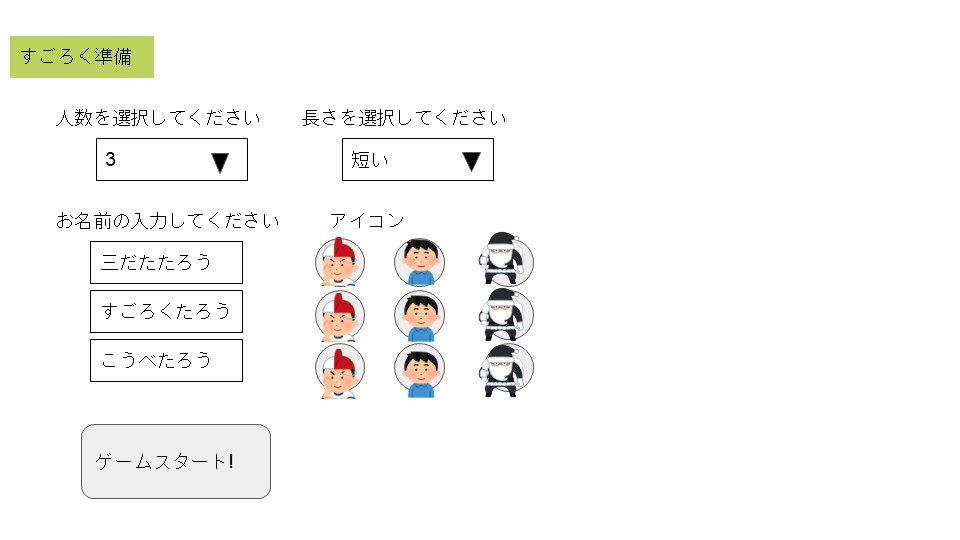 すごろく準備
人数を選択してください
長さを選択してください
3
短い
お名前の入力してください
アイコン
三だたたろう
すごろくたろう
こうべたろう
ゲームスタート!